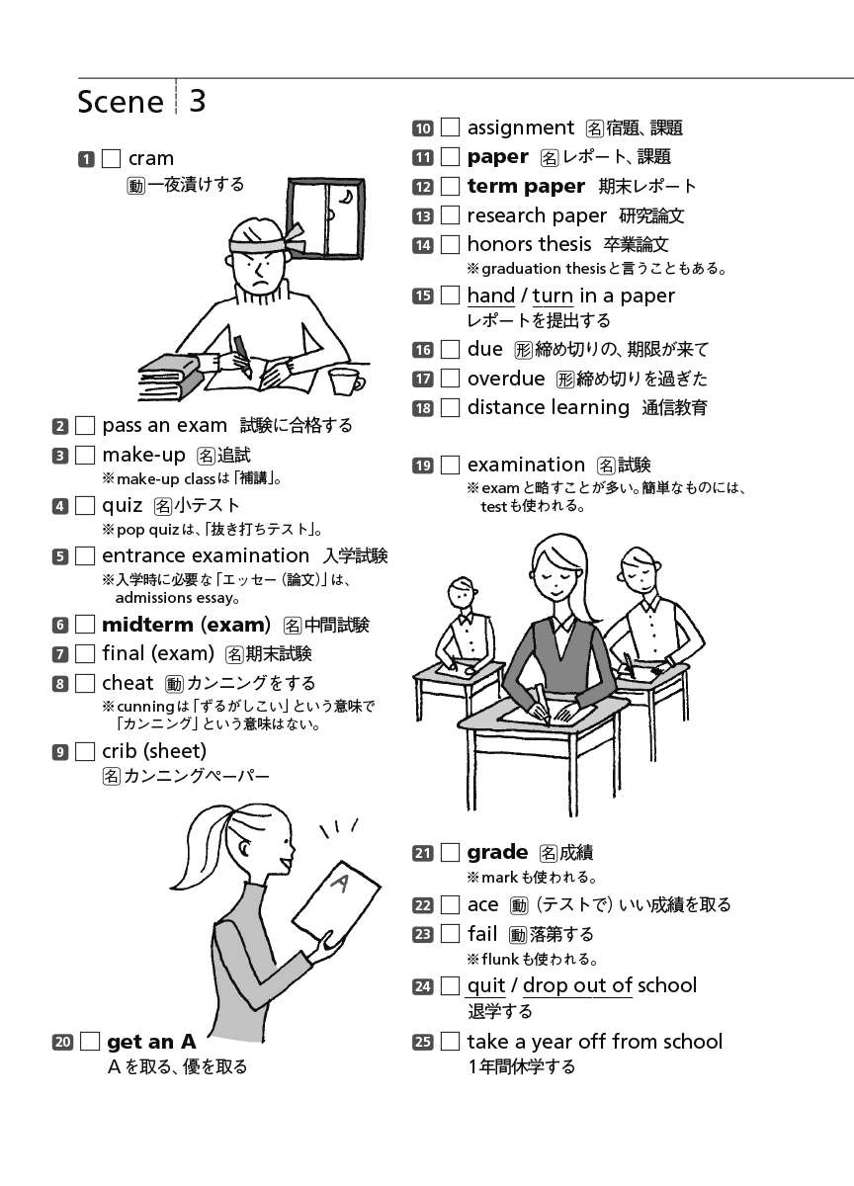 Scene 3
1 cram
動 一夜漬けする
2 pass an exam 試験に合格する
3 make-up 名 追試
※make-up classは「補講」。
4 quiz 名 小テスト
※pop quizは、「抜き打ちテスト」。
5 entrance examination 入学試験
※入学時に必要な「エッセー（論文）」は、
admissions essay。
6 midterm (exam) 名 中間試験
7 final (exam) 名 期末試験
8 cheat 動 カンニングをする
※cunningは「ずるがしこい」という意味で
「カンニング」という意味はない。
9 crib (sheet)
名 カンニングペーパー
A
20 get an A
Aを取る、優を取る
10 assignment 名 宿題、課題
11 paper 名 レポート、課題
12 term paper 期末レポート
13 research paper 研究論文
14 honors thesis 卒業論文
※graduation thesisと言うこともある。
15 hand / turn in a paper
レポートを提出する
16 due 形 締め切りの、期限が来て
17 overdue 形 締め切りを過ぎた
18 distance learning 通信教育
19 examination 名 試験
※examと略すことが多い。簡単なものには、
testも使われる。
21 grade 名 成績
※markも使われる。
22 ace 動 （テストで）いい成績を取る
23 fail 動 落第する
※flunkも使われる。
24 quit / drop out of school
退学する
25 take a year off from school
1年間休学する